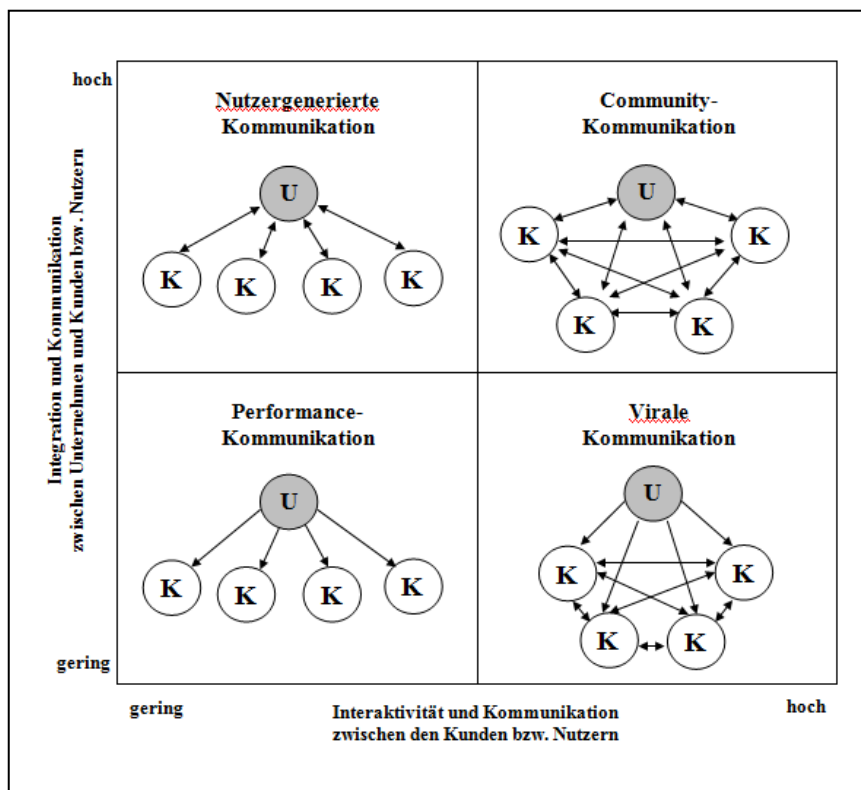 hoch
Nutzergenerierte
Kommunikation
U
K
K
K
K
Community-
Kommunikation
U
K
K
K
K
Integration und Kommunikation
zwischen Unternehmen und Kunden bzw. Nutzern
Performance-
Kommunikation
U
K
K
K
K
Virale
Kommunikation
U
K
K
K
K
gering
gering
Interaktivität und Kommunikation
zwischen den Kunden bzw. Nutzern
hoch